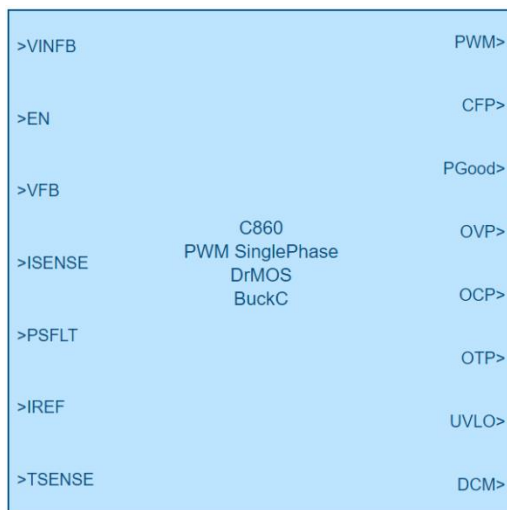 >VINFB
>EN
>VFB
>ISENSE
>PSFLT
>IREF
>TSENSE
C860
PWM SinglePhase
DrMOS
BuckC
PWM>
CFP>
PGood>
OVP>
OCP>
OTP>
UVLO>
DCM>